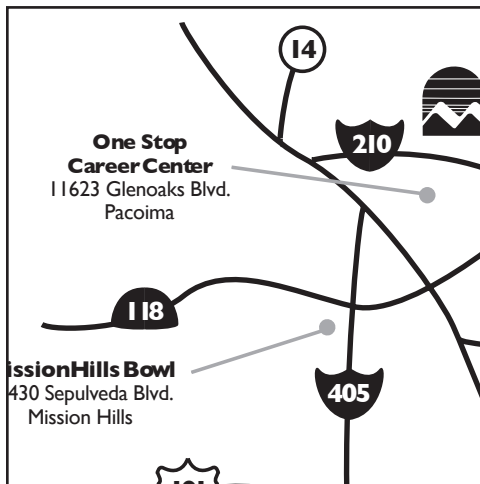 14
210
One Stop
Career Center
11623 Glenoaks Blvd.
Pacoima
118
issionHills Bowl
430 Sepulveda Blvd.
Mission Hills
405